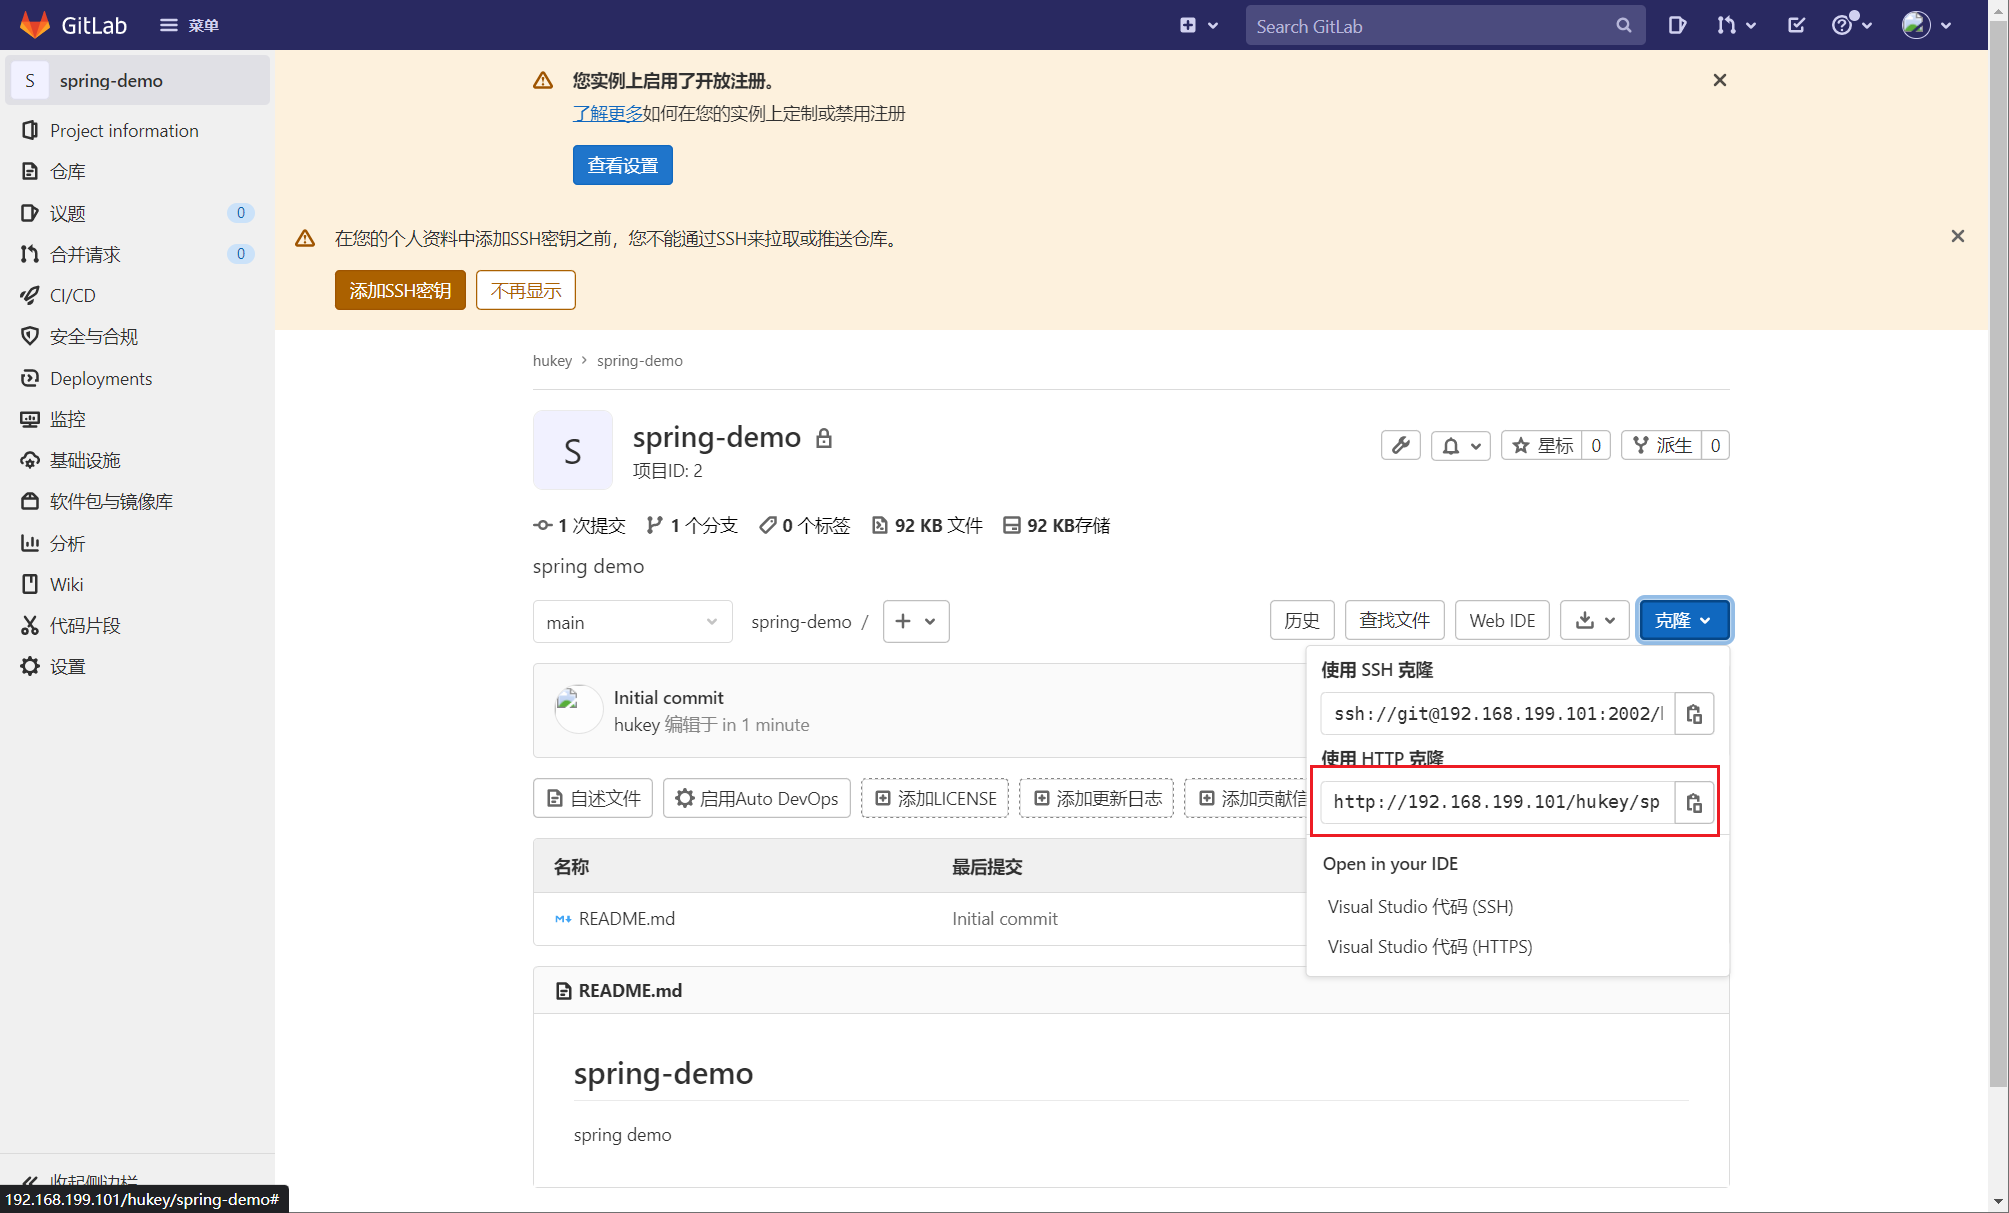 GitLab
菜单
Search GitLab
S
spring-demo
Project information
仓库
议题
0
合并请求
0
CI/CD
安全与合规
Deployments
监控
基础设施
软件包与镜像库
分析
Wiki
代码片段
设置
收起侧边栏
192.168.199.101/hukey/spring-demo#
您实例上启用了开放注册。
了解更多如何在您的实例上定制或禁用注册
查看设置
在您的个人资料中添加SSH密钥之前，您不能通过SSH来拉取或推送仓库。
添加SSH密钥
不再显示
hukey > spring-demo
S
spring-demo
项目ID: 2
星标 0
派生 0
1 次提交
1 个分支
0 个标签
92 KB 文件
92 KB存储
spring demo
main
spring-demo /
历史
查找文件
Web IDE
克隆
使用 SSH 克隆
ssh://git@192.168.199.101:2002/
使用 HTTP 克隆
http://192.168.199.101/hukey/sp
Open in your IDE
Visual Studio 代码 (SSH)
Visual Studio 代码 (HTTPS)
Initial commit
hukey 编辑于 in 1 minute
自述文件
启用Auto DevOps
添加LICENSE
添加更新日志
添加贡献信
名称
最后提交
README.md
Initial commit
README.md
spring-demo
spring demo